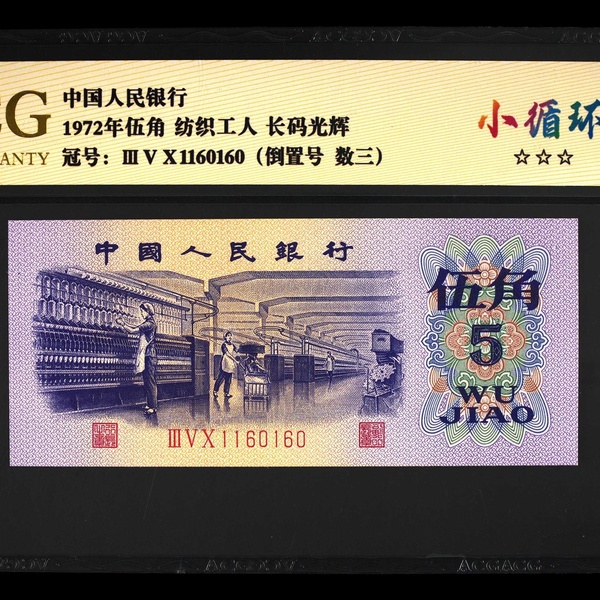 CG
中国人民银行
1972年伍角 纺织工人 长码光辉
ANTY
冠号：ⅢⅤⅩ1160160（倒置号 数三）
小循环
☆☆☆
中國人民銀行
伍角
5
WU
JIAO
ⅢⅤⅩ1160160